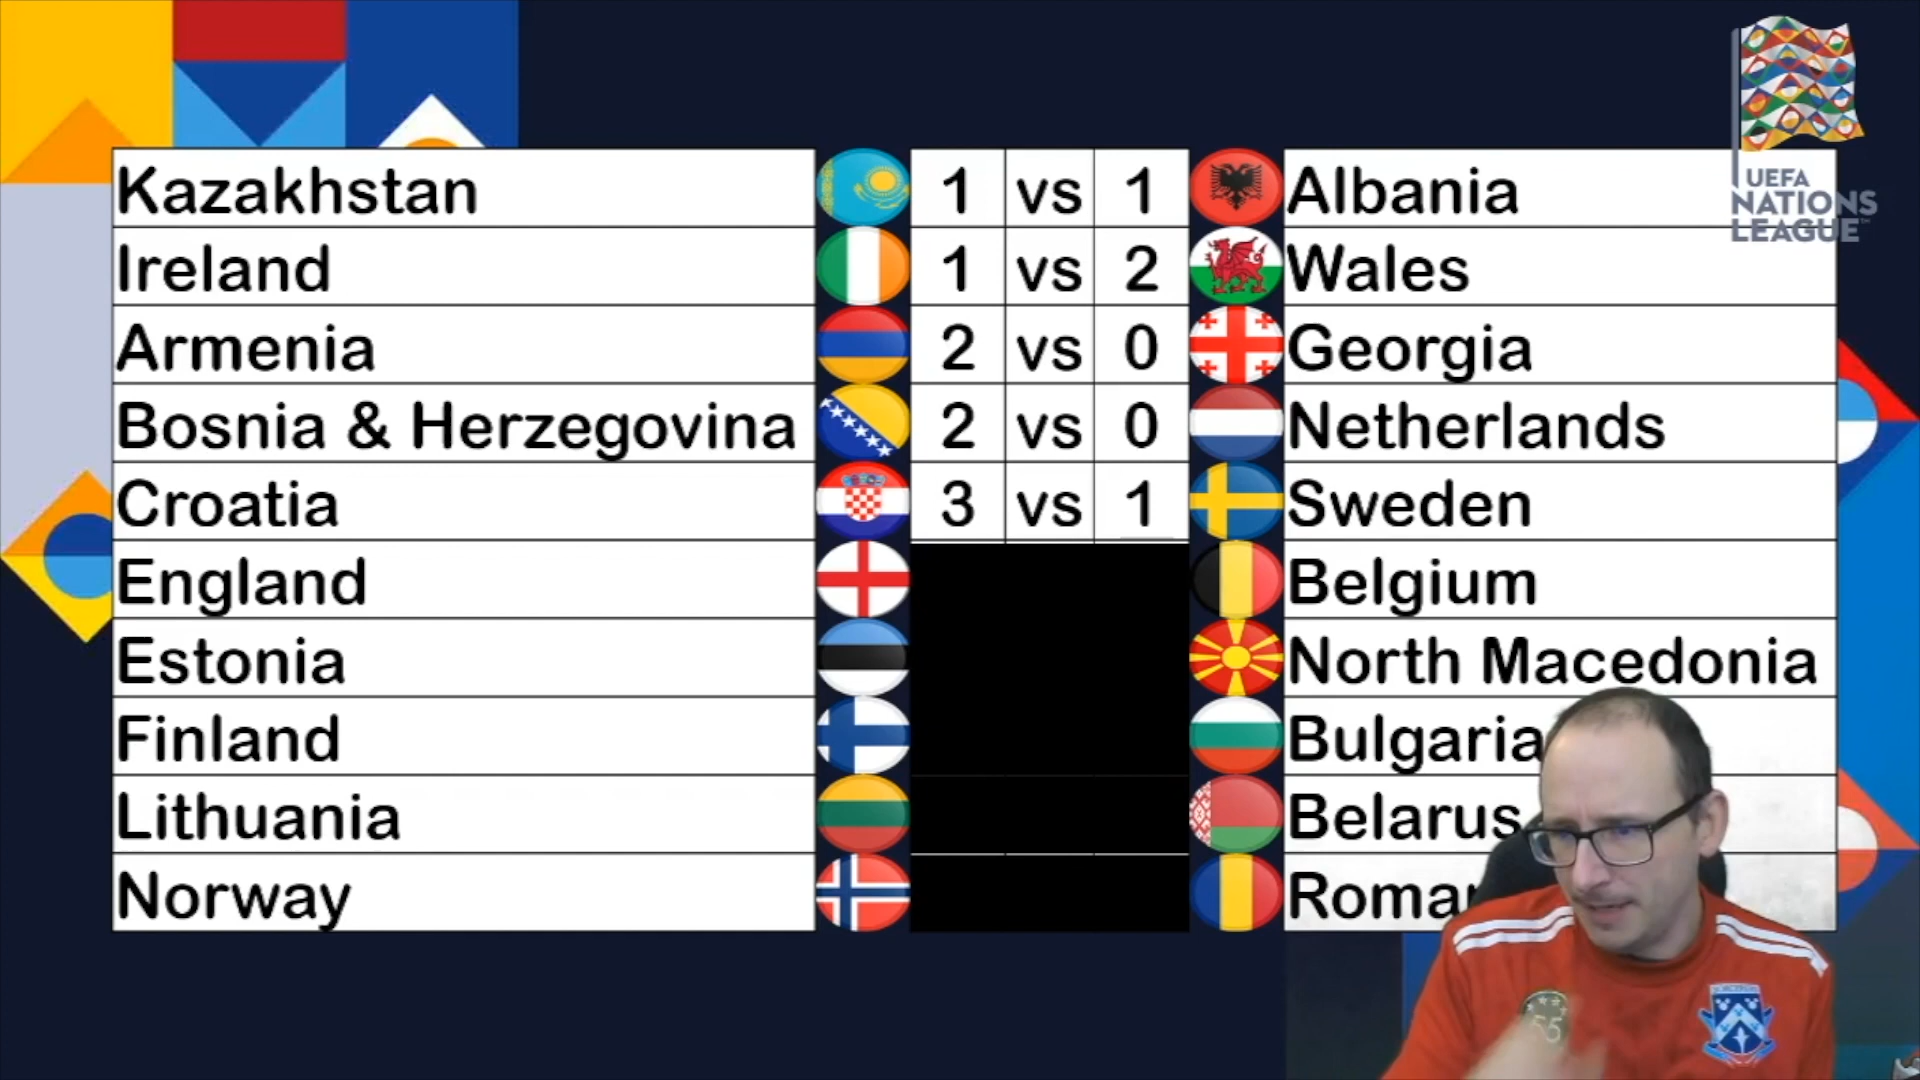 Kazakhstan 1 vs 1 Albania
Ireland 1 vs 2 Wales
Armenia 2 vs 0 Georgia
Bosnia & Herzegovina 2 vs 0 Netherlands
Croatia 3 vs 1 Sweden
England Belgium
Estonia North Macedonia
Finland Bulgaria
Lithuania Belarus
Norway
UEFA
NATIONS
LEAGUE
55